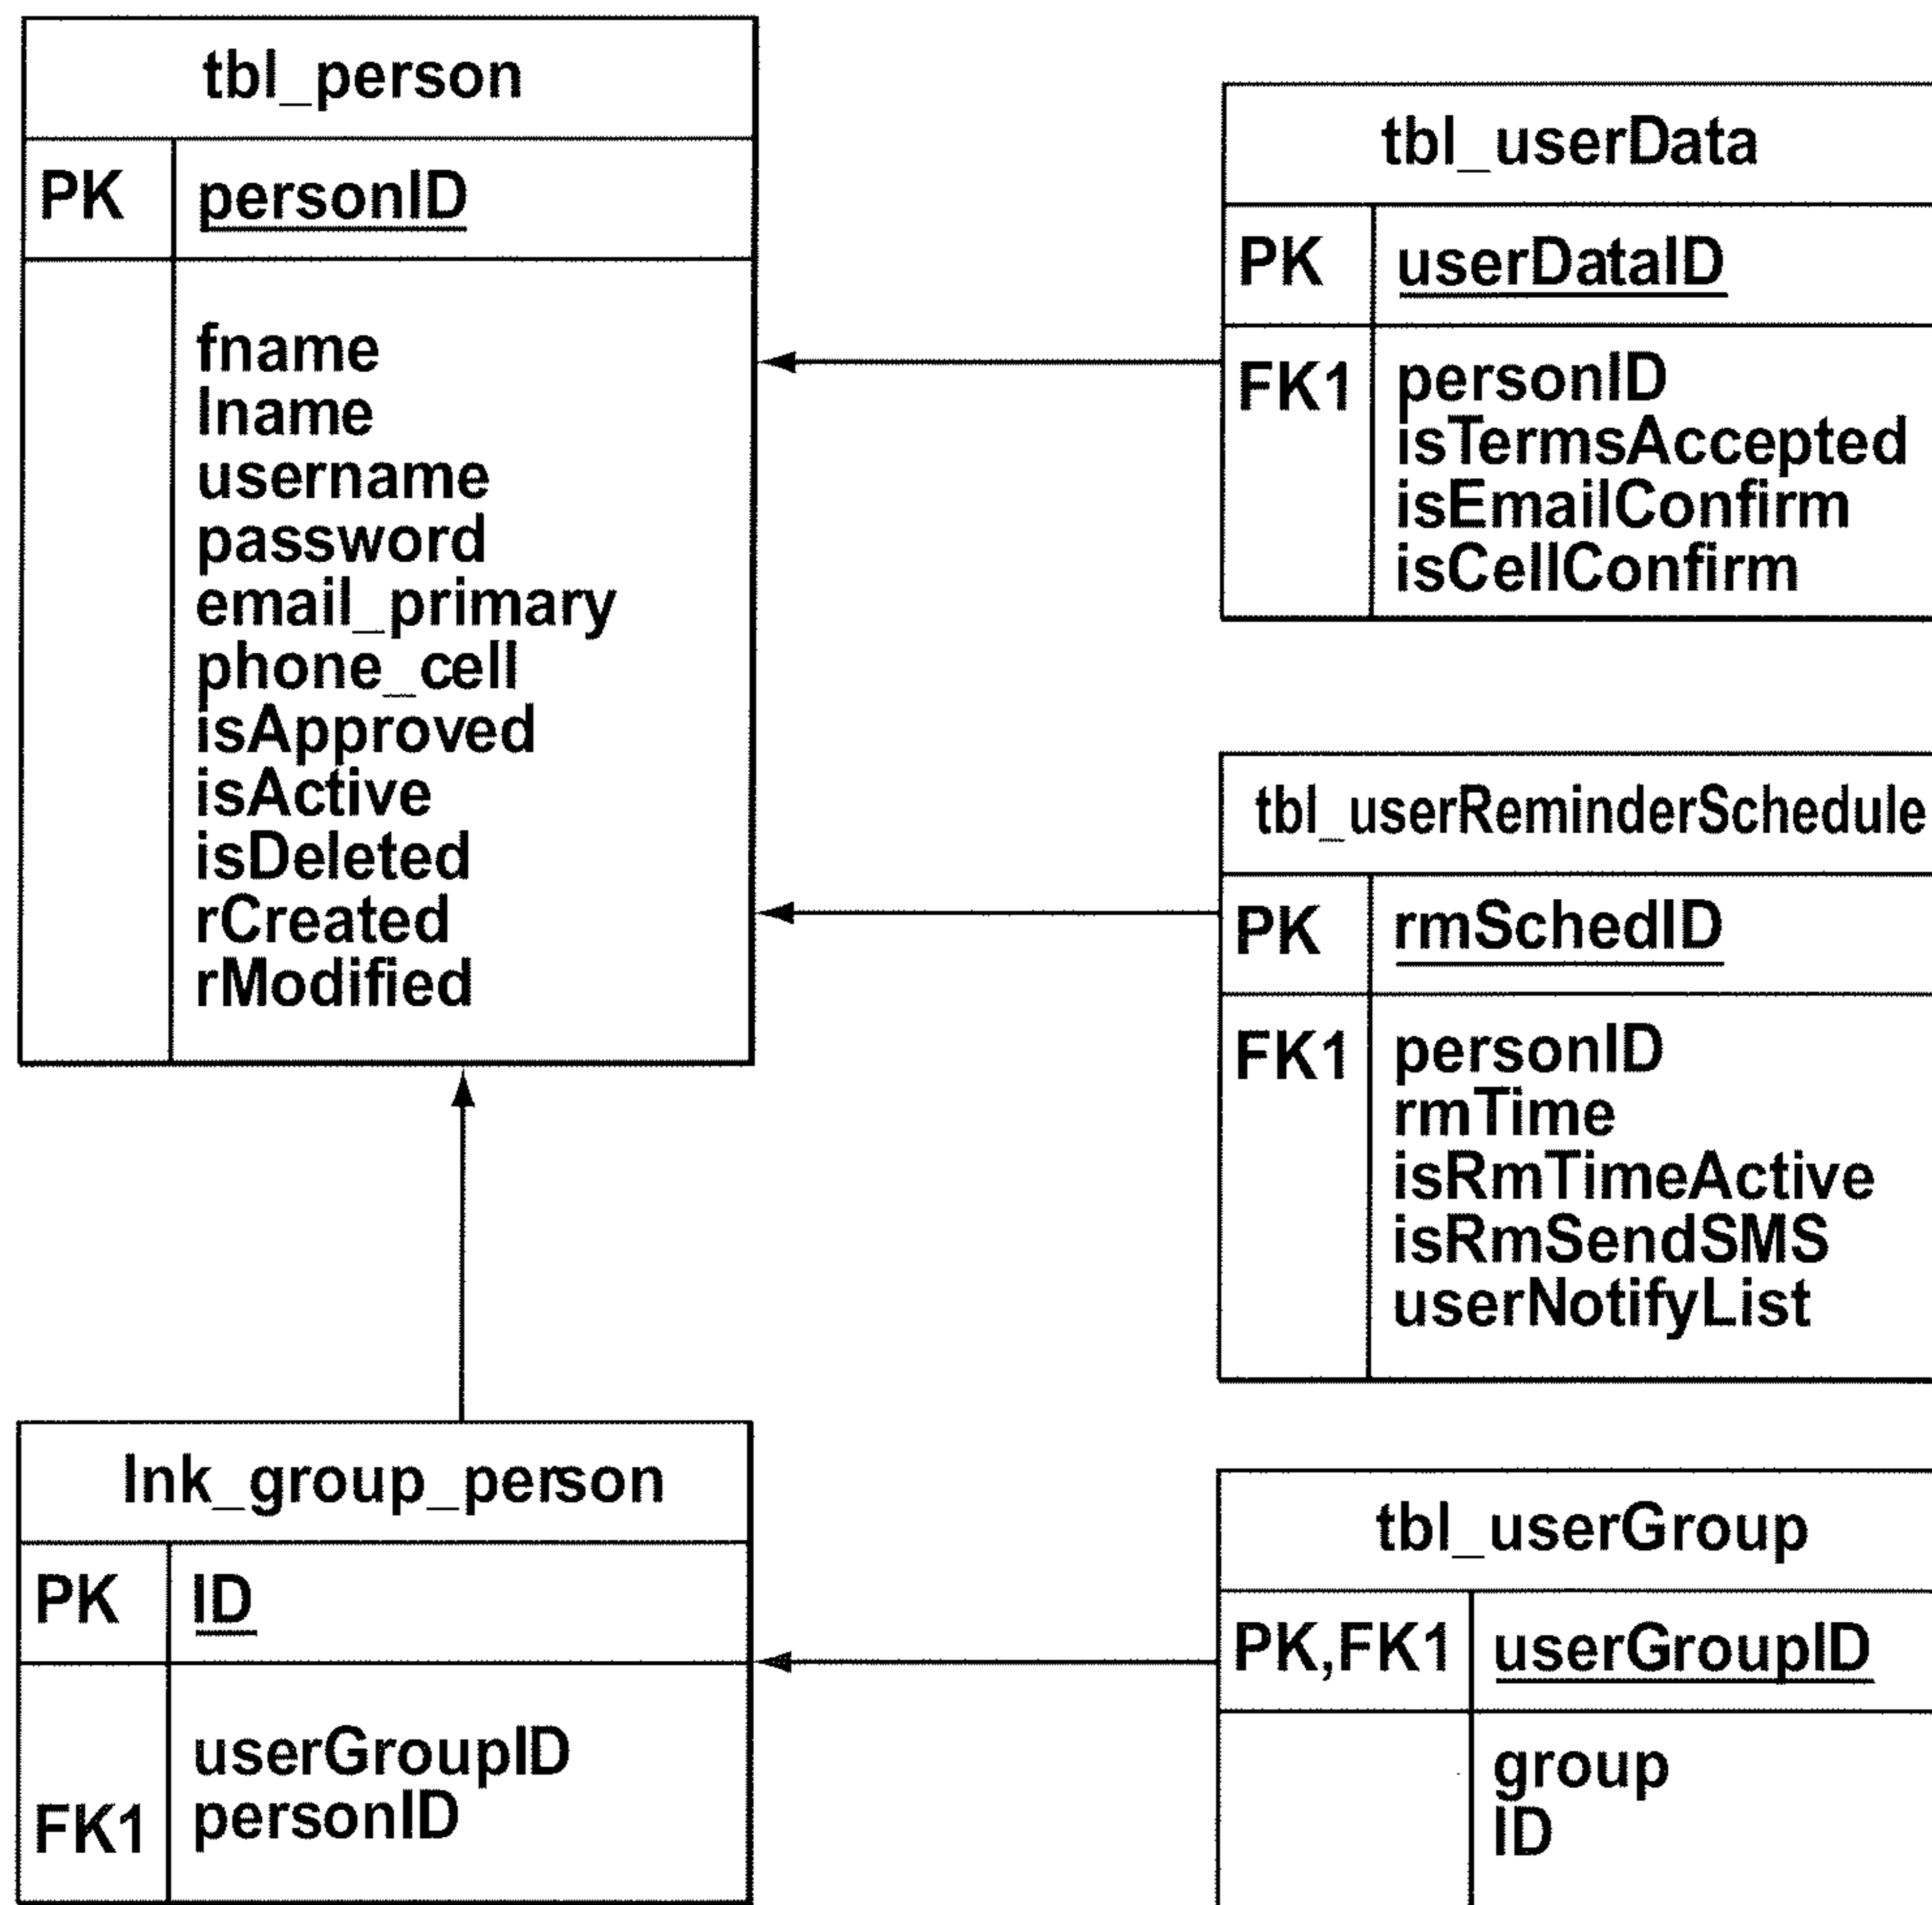 tbl_person
PK personID
fname
lname
username
password
email_primary
phone_cell
isApproved
isActive
isDeleted
rCreated
rModified
tbl_userData
PK userDataID
FK1 personID
isTermsAccepted
isEmailConfirm
isCellConfirm
tbl_userReminderSchedule
PK rmSchedID
FK1 personID
rmTime
isRmTimeActive
isRmSendSMS
userNotifyList
lnk_group_person
PK ID
userGroupID
FK1 personID
tbl_userGroup
PK,FK1 userGroupID
group
ID